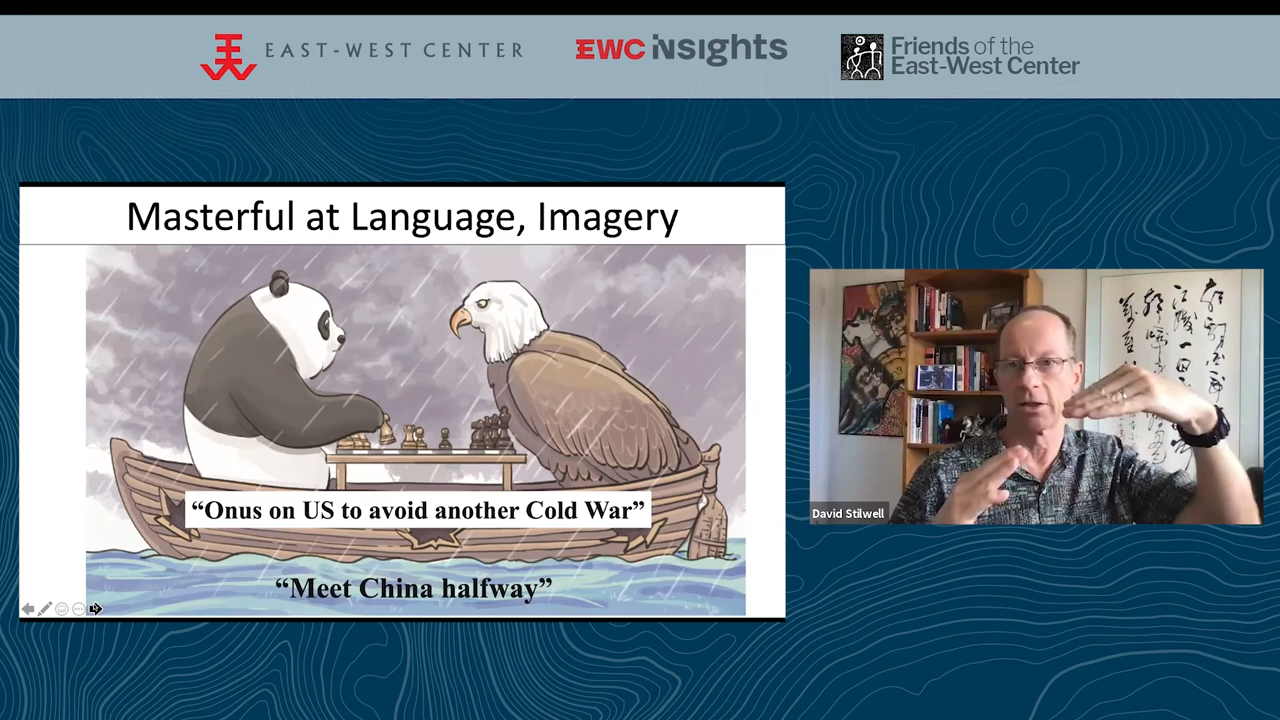 EAST-WEST CENTER
EWC iNSIGHTS
Friends of the
East-West Center
Masterful at Language, Imagery
“Onus on US to avoid another Cold War”
“Meet China halfway”
David Stilwell